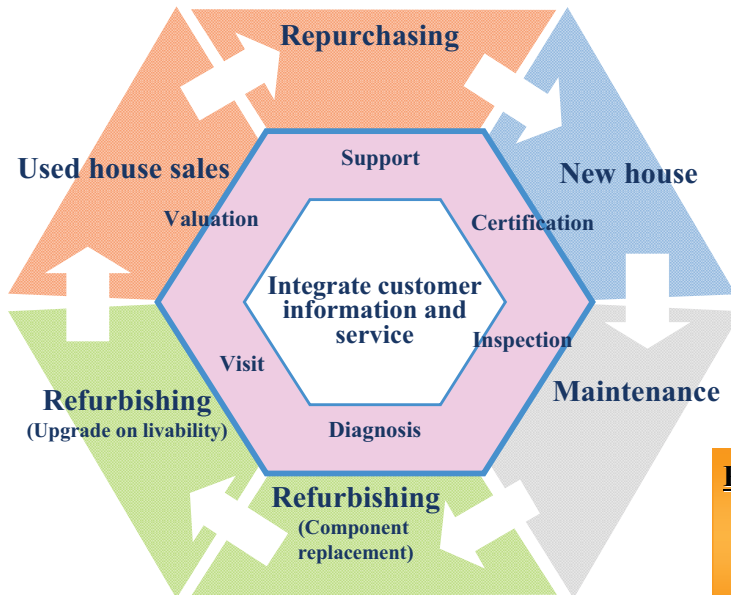 Repurchasing
Support
Used house sales
New house
Valuation
Certification
Integrate customer
information and
service
Inspection
Visit
Maintenance
Refurbishing
(Upgrade on livability)
Diagnosis
Refurbishing
(Component
replacement)